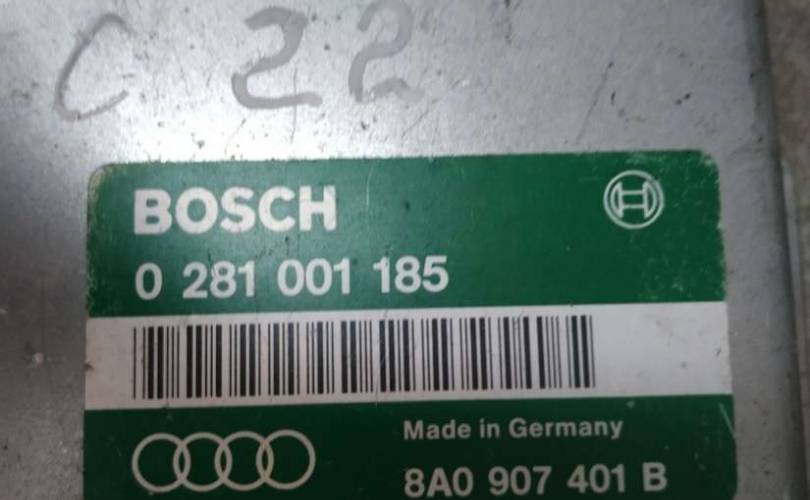 C 22
BOSCH
0 281 001 185
Made in Germany
8A0 907 401 B